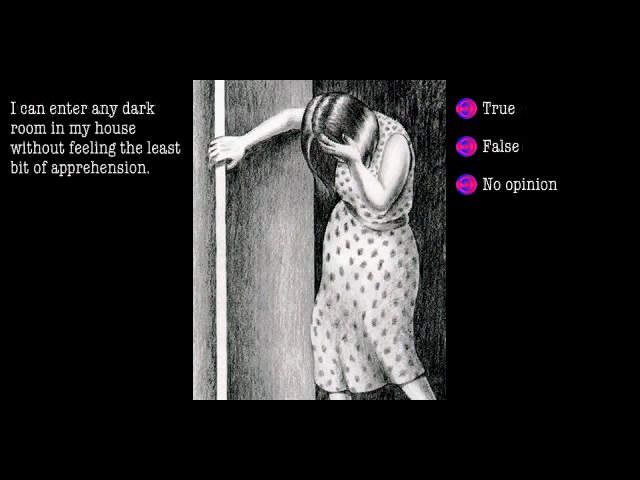 I can enter any dark
room in my house
without feeling the least
bit of apprehension.
True
False
No opinion